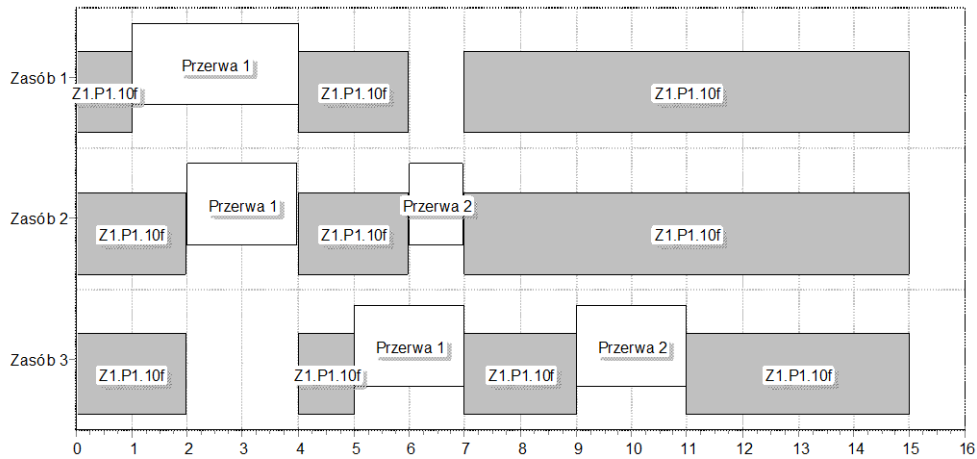 Przerwa 1
Zasób 1
Z1.P1.10f
Z1.P1.10f
Z1.P1.10f
Przerwa 1
Przerwa 2
Zasób 2
Z1.P1.10f
Z1.P1.10f
Z1.P1.10f
Przerwa 1
Przerwa 2
Zasób 3
Z1.P1.10f
Z1.P1.10f
Z1.P1.10f
Z1.P1.10f
0 1 2 3 4 5 6 7 8 9 10 11 12 13 14 15 16